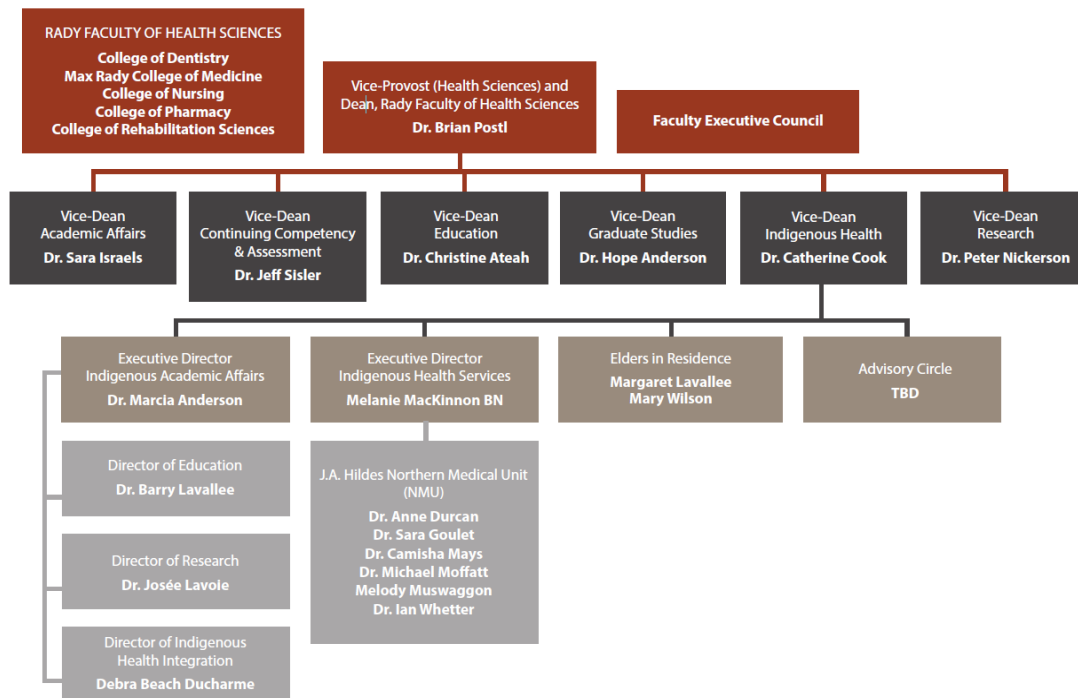 RADY FACULTY OF HEALTH SCIENCES
College of Dentistry
Max Rady College of Medicine
College of Nursing
College of Pharmacy
College of Rehabilitation Sciences
Vice-Provost (Health Sciences) and
Dean, Rady Faculty of Health Sciences
Dr. Brian Postl
Faculty Executive Council
Vice-Dean
Academic Affairs
Dr. Sara Israels
Vice-Dean
Continuing Competency
& Assessment
Dr. Jeff Sisler
Vice-Dean
Education
Dr. Christine Ateah
Vice-Dean
Graduate Studies
Dr. Hope Anderson
Vice-Dean
Indigenous Health
Dr. Catherine Cook
Vice-Dean
Research
Dr. Peter Nickerson
Executive Director
Indigenous Academic Affairs
Dr. Marcia Anderson
Executive Director
Indigenous Health Services
Melanie MacKinnon BN
Elders in Residence
Margaret Lavallee
Mary Wilson
Advisory Circle
TBD
Director of Education
Dr. Barry Lavallee
Director of Research
Dr. Josée Lavoie
Director of Indigenous
Health Integration
Debra Beach Ducharme
J.A. Hildes Northern Medical Unit
(NMU)
Dr. Anne Durcan
Dr. Sara Goulet
Dr. Camisha Mays
Dr. Michael Moffatt
Melody Muswaggon
Dr. Ian Whetter